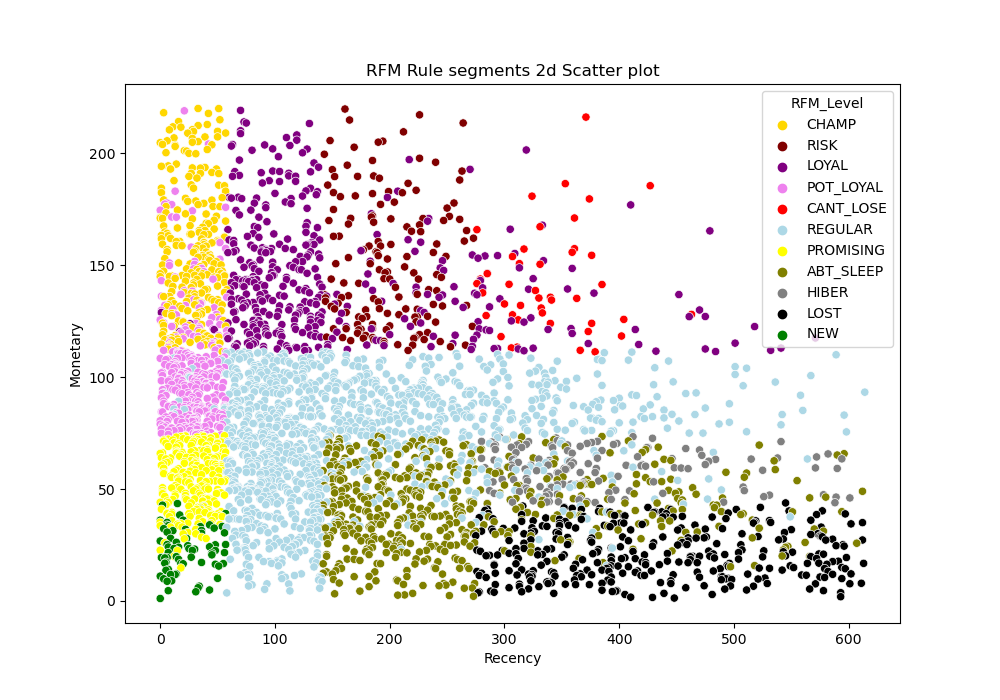 RFM Rule segments 2d Scatter plot
RFM_Level
CHAMP
RISK
LOYAL
POT_LOYAL
CANT_LOSE
REGULAR
PROMISING
ABT_SLEEP
HIBER
LOST
NEW
Monetary
200
150
100
50
0
0 100 200 300 400 500 600
Recency